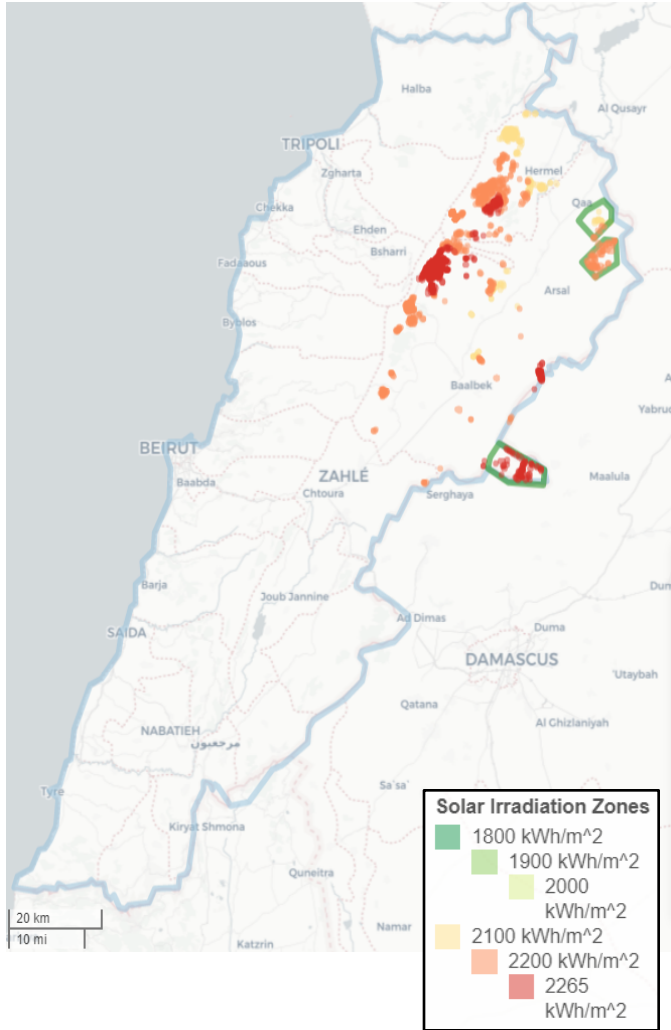 Halba
Al Qusayr
TRIPOLI
Zgharta
Hermel
Chekka
Qaa
Ehden
Bsharri
Fadaaous
Arsal
Byblos
Baalbek
Yabrud
BEIRUT
Baabda
ZAHLÉ
Maalula
Chtoura
Serghaya
Barja
Joub Jannine
Dum
SAIDA
Ad Dimas
Duma
DAMASCUS
'Utaybah
Qatana
NABATIEH
مرجعيون
Al Ghizlaniyah
Sa'sa'
Tyre
Kiryat Shmona
Quneitra
Namar
Katzrin
20 km
10 mi
Solar Irradiation Zones
1800 kWh/m^2
1900 kWh/m^2
2000
kWh/m^2
2100 kWh/m^2
2200 kWh/m^2
2265
kWh/m^2